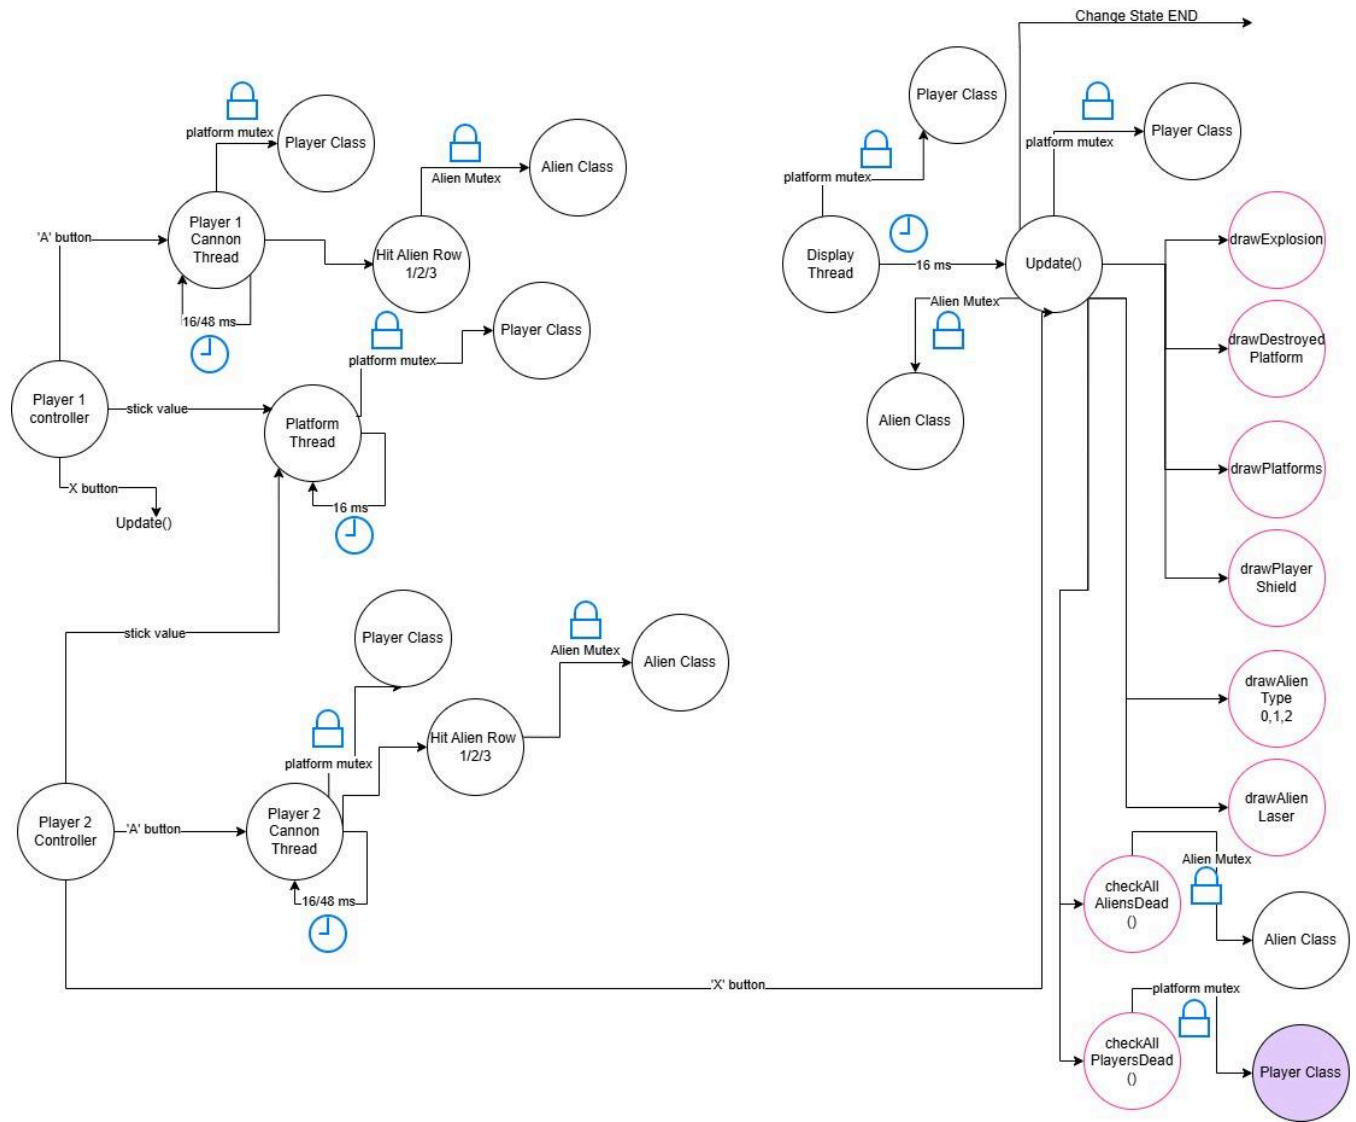 Change State END
platform mutex
Player Class
Alien Mutex
Alien Class
Player 1
Cannon
Thread
'A' button
Hit Alien Row
1/2/3
16/48 ms
platform mutex
Player Class
Player 1
controller
stick value
Platform
Thread
16 ms
X button
Update()
stick value
Player Class
platform mutex
Alien Mutex
Alien Class
Hit Alien Row
1/2/3
Player 2
Controller
'A' button
Player 2
Cannon
Thread
16/48 ms
'X' button
Player Class
platform mutex
Display
Thread
16 ms
Update()
platform mutex
Player Class
Alien Mutex
Alien Class
drawExplosion
drawDestroyed
Platform
drawPlatforms
drawPlayer
Shield
drawAlien
Type
0,1,2
drawAlien
Laser
checkAll
AliensDead
()
Alien Mutex
Alien Class
checkAll
PlayersDead
()
platform mutex
Player Class